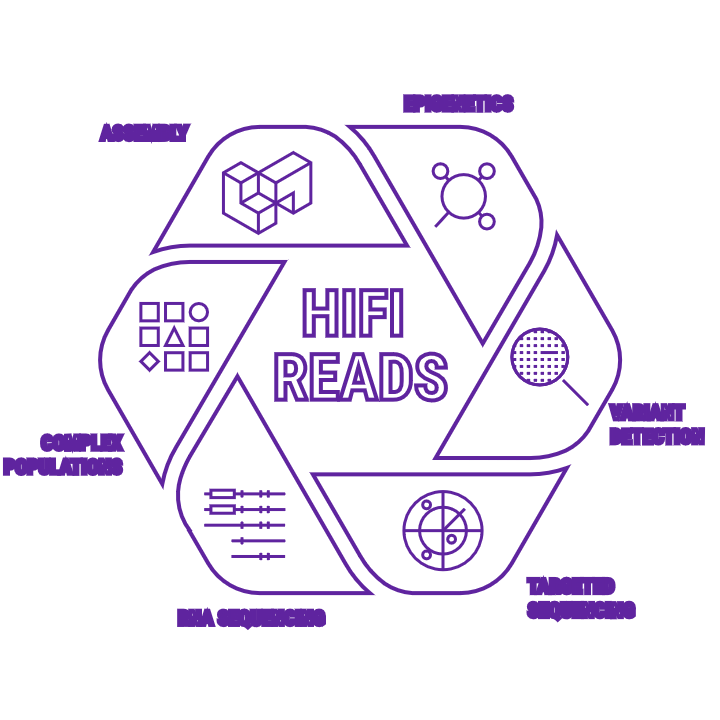 EPIGENETICS
ASSEMBLY
HIFI
READS
VARIANT
DETECTION
COMPLEX
POPULATIONS
TARGETED
SEQUENCING
RNA SEQUENCING